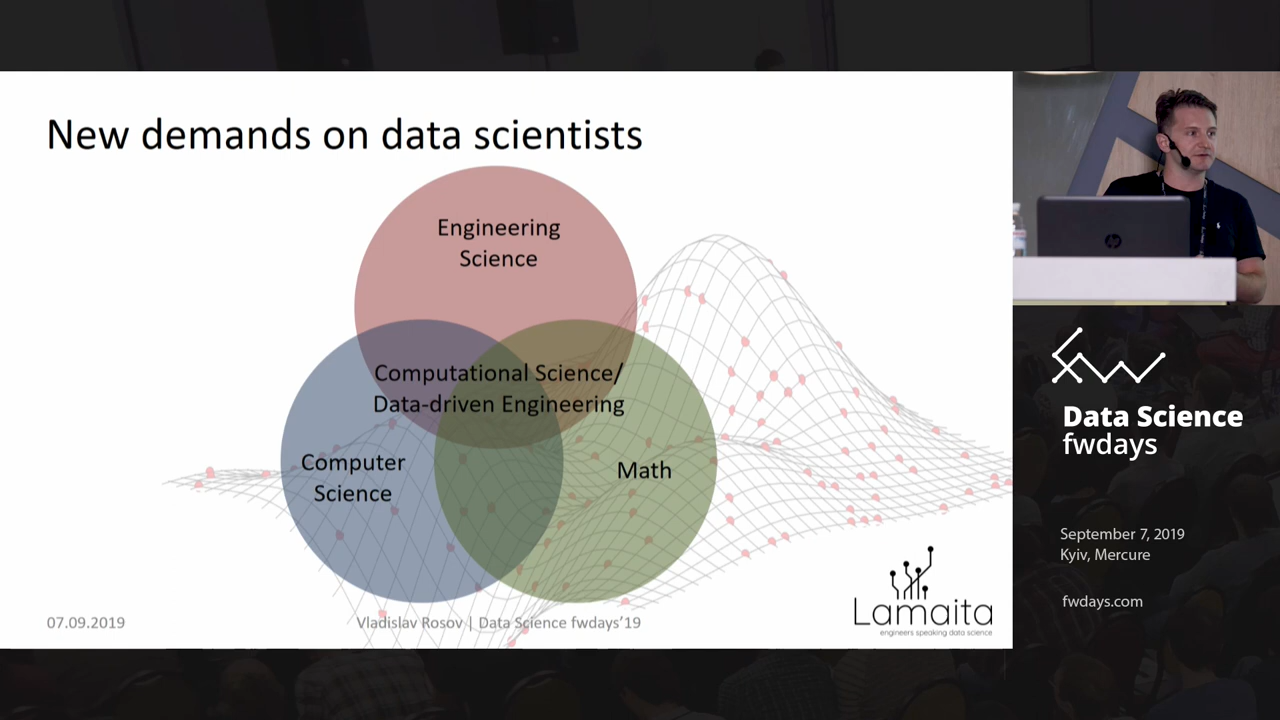 New demands on data scientists
Engineering
Science
Computational Science/
Data-driven Engineering
Computer
Science
Math
07.09.2019
Vladislav Rosov | Data Science fwdays'19
Lamaita
engineers speaking data science
hp
Data Science
fwdays
September 7, 2019
Kyiv, Mercure
fwdays.com